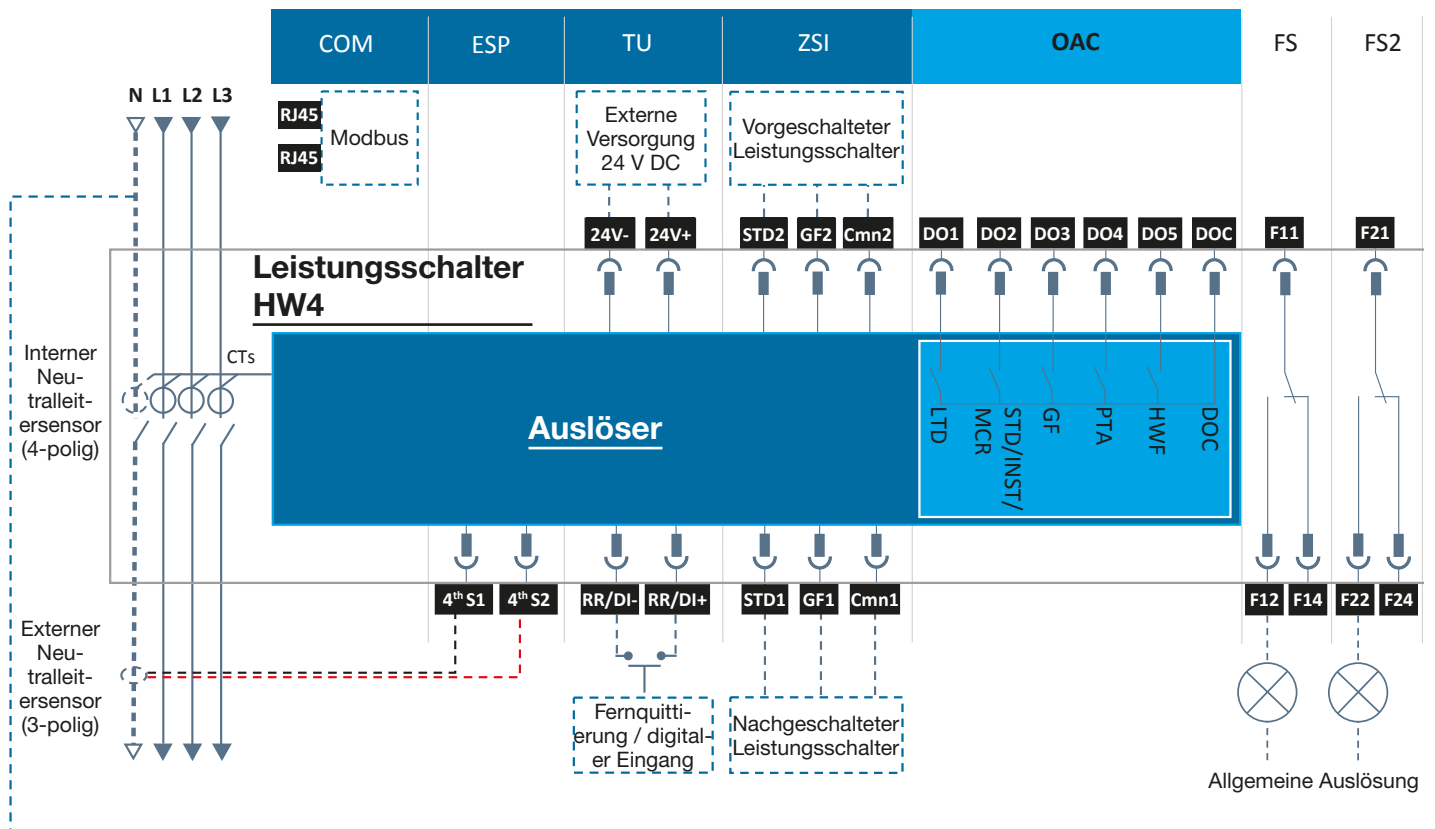 COM ESP TU ZSI OAC FS FS2
N L1 L2 L3
RJ45
RJ45
Modbus
Externe
Versorgung
24 V DC
Vorgeschalteter
Leistungsschalter
24V- 24V+ STD2 GF2 Cmn2 DO1 DO2 DO3 DO4 DO5 DOC F11 F21
Leistungsschalter
HW4
Interner
Neu-
tralleit-
ersensor
(4-polig)
CTs
Auslöser
LTD
STD/INST/
MCR
GF
PTA
HWF
DOC
4th S1 4th S2 RR/DI- RR/DI+ STD1 GF1 Cmn1 F12 F14 F22 F24
Externer
Neu-
tralleit-
ersensor
(3-polig)
Fernquitti-
erung / digital-
er Eingang
Nachgeschalteter
Leistungsschalter
Allgemeine Auslösung